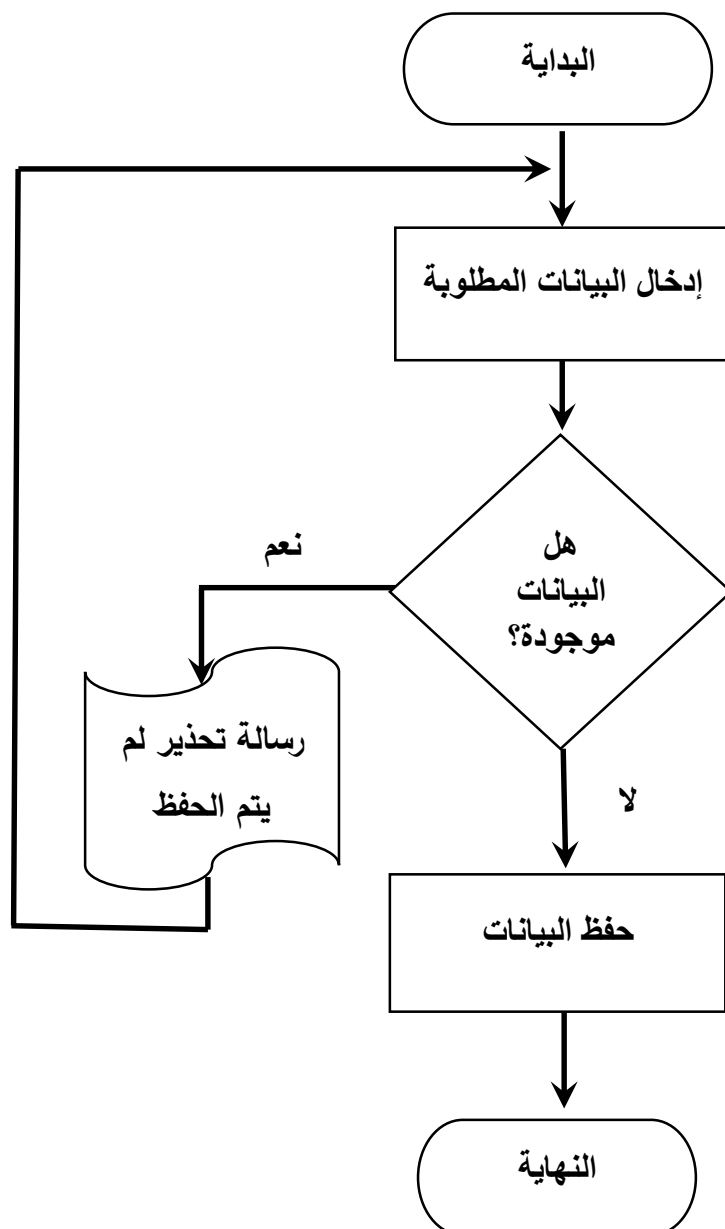 البداية
إدخال البيانات المطلوبة
هل
البيانات
موجودة؟
نعم
رسالة تحذير لم
يتم الحفظ
لا
حفظ البيانات
النهاية